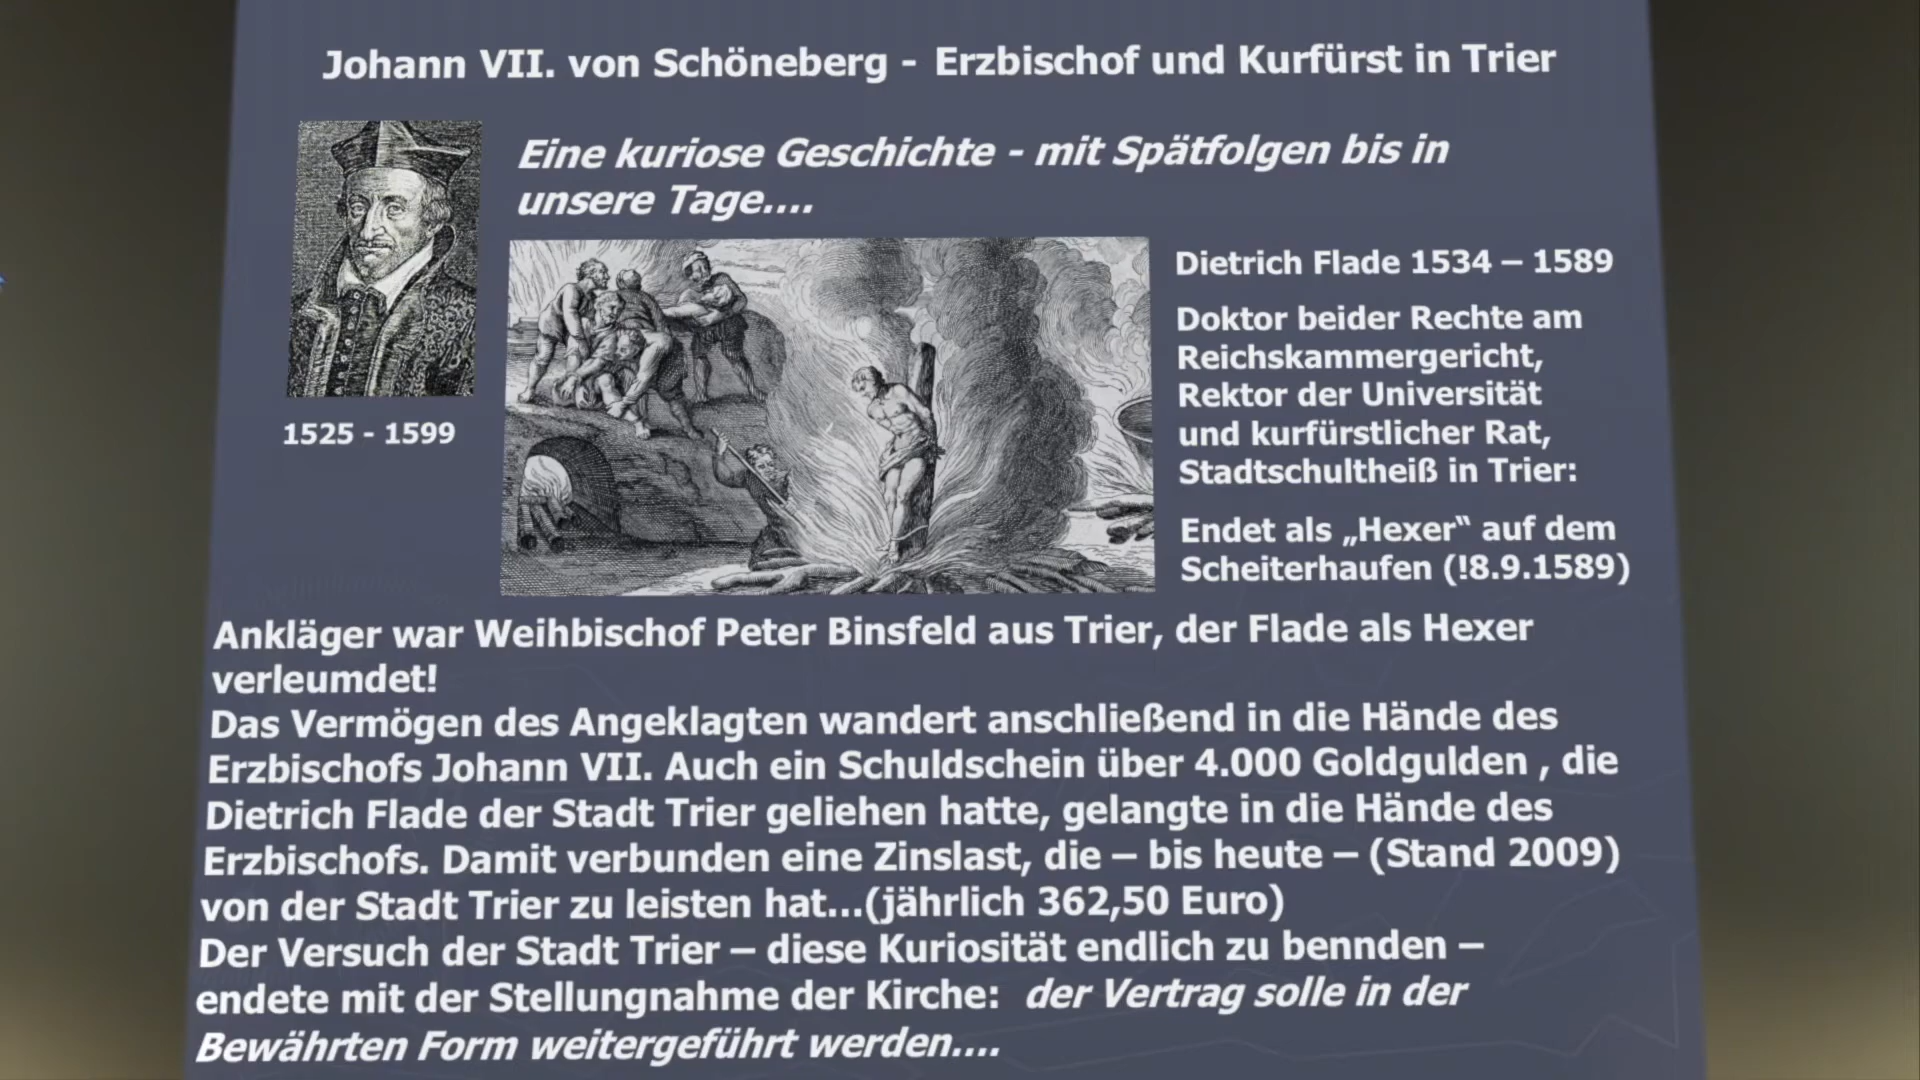 Johann VII. von Schöneberg - Erzbischof und Kurfürst in Trier
Eine kuriose Geschichte - mit Spätfolgen bis in
unsere Tage....
1525 - 1599
Dietrich Flade 1534 – 1589
Doktor beider Rechte am
Reichskammergericht,
Rektor der Universität
und kurfürstlicher Rat,
Stadtschultheiß in Trier:
Endet als „Hexer“ auf dem
Scheiterhaufen (!8.9.1589)
Ankläger war Weihbischof Peter Binsfeld aus Trier, der Flade als Hexer
verleumdet!
Das Vermögen des Angeklagten wandert anschließend in die Hände des
Erzbischofs Johann VII. Auch ein Schuldschein über 4.000 Goldgulden , die
Dietrich Flade der Stadt Trier geliehen hatte, gelangte in die Hände des
Erzbischofs. Damit verbunden eine Zinslast, die – bis heute – (Stand 2009)
von der Stadt Trier zu leisten hat...(jährlich 362,50 Euro)
Der Versuch der Stadt Trier – diese Kuriosität endlich zu bennden –
endete mit der Stellungnahme der Kirche: der Vertrag solle in der
Bewährten Form weitergeführt werden....